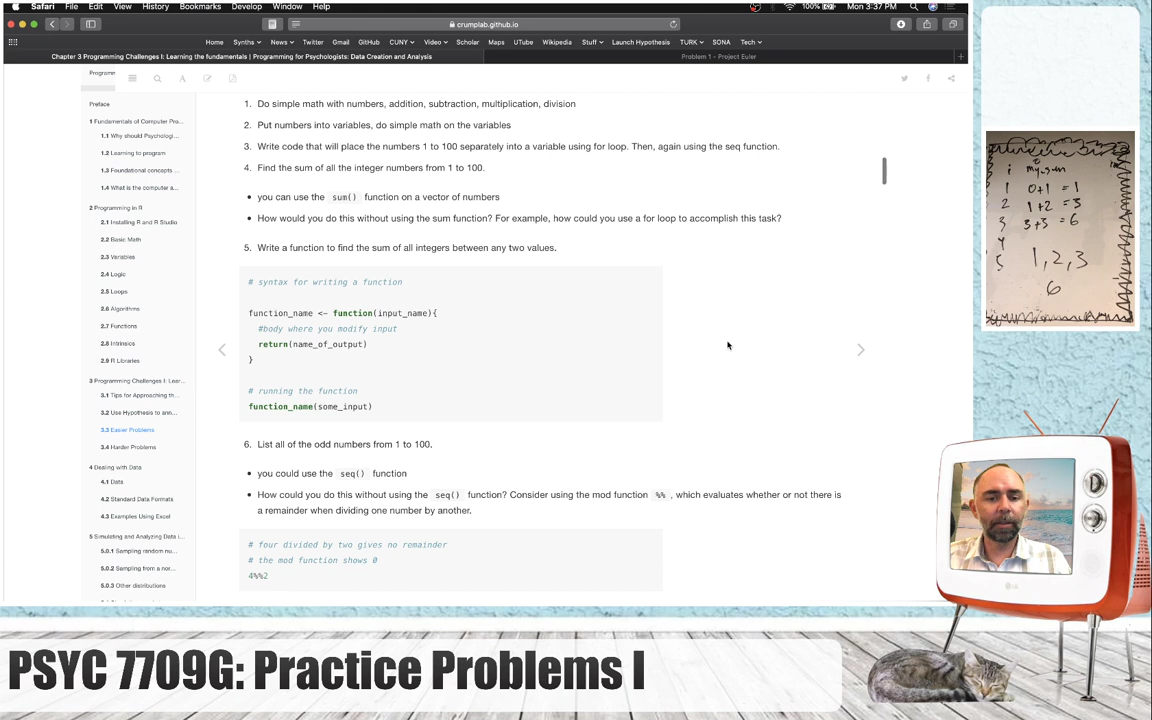 Safari File Edit View History Bookmarks Develop Window Help 100% Mon 3:37 PM
crumplab.github.io
Home Synths News Twitter Gmail GitHub CUNY Video Scholar Maps UTube Wikipedia Stuff Launch Hypothesis TURK SONA Tech
Chapter 3 Programming Challenges I: Learning the fundamentals | Programming for Psychologists: Data Creation and Analysis
Problem 1 - Project Euler
Programm
A
Preface
1 Fundamentals of Computer Pro...
1.1 Why should Psychologi...
1.2 Learning to program
1.3 Foundational concepts ...
1.4 What is the computer a...
2 Programming in R
2.1 Installing R and R Studio
2.2 Basic Math
2.3 Variables
2.4 Logic
2.5 Loops
2.6 Algorithms
2.7 Functions
2.8 Intrinsics
2.9 R Libraries
3 Programming Challenges I: Lear...
3.1 Tips for Approaching th...
3.2 Use Hypothesis to ann...
3.3 Easier Problems
3.4 Harder Problems
4 Dealing with Data
4.1 Data
4.2 Standard Data Formats
4.3 Examples Using Excel
5 Simulating and Analyzing Data i...
5.0.1 Sampling random nu...
5.0.2 Sampling from a nor...
5.0.3 Other distributions
1. Do simple math with numbers, addition, subtraction, multiplication, division
2. Put numbers into variables, do simple math on the variables
3. Write code that will place the numbers 1 to 100 separately into a variable using for loop. Then, again using the seq function.
4. Find the sum of all the integer numbers from 1 to 100.
• you can use the sum() function on a vector of numbers
• How would you do this without using the sum function? For example, how could you use a for loop to accomplish this task?
5. Write a function to find the sum of all integers between any two values.
# syntax for writing a function
function_name <- function(input_name){
#body where you modify input
return(name_of_output)
}
# running the function
function_name(some_input)
6. List all of the odd numbers from 1 to 100.
• you could use the seq() function
• How could you do this without using the seq() function? Consider using the mod function %% , which evaluates whether or not there is
a remainder when dividing one number by another.
# four divided by two gives no remainder
# the mod function shows 0
4%%2
i my_sum
1 0+1 = 1
2 1+2 = 3
3 3+3 = 6
4
5 1,2,3
6
LG
PSYC 7709G: Practice Problems I